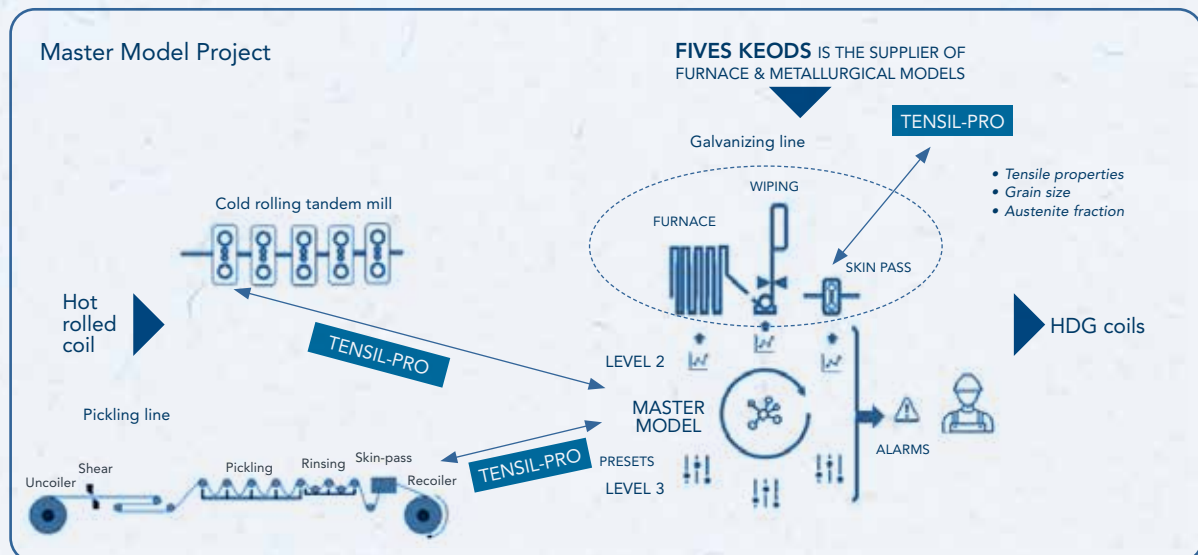 Master Model Project
FIVES KEODS IS THE SUPPLIER OF
FURNACE & METALLURGICAL MODELS
TENSIL-PRO
Galvanizing line
• Tensile properties
• Grain size
• Austenite fraction
WIPING
FURNACE
SKIN PASS
Cold rolling tandem mill
Hot
rolled
coil
TENSIL-PRO
HDG coils
LEVEL 2
MASTER
MODEL
ALARMS
PRESETS
LEVEL 3
TENSIL-PRO
Pickling line
Uncoiler
Shear
Pickling
Rinsing
Skin-pass
Recoiler